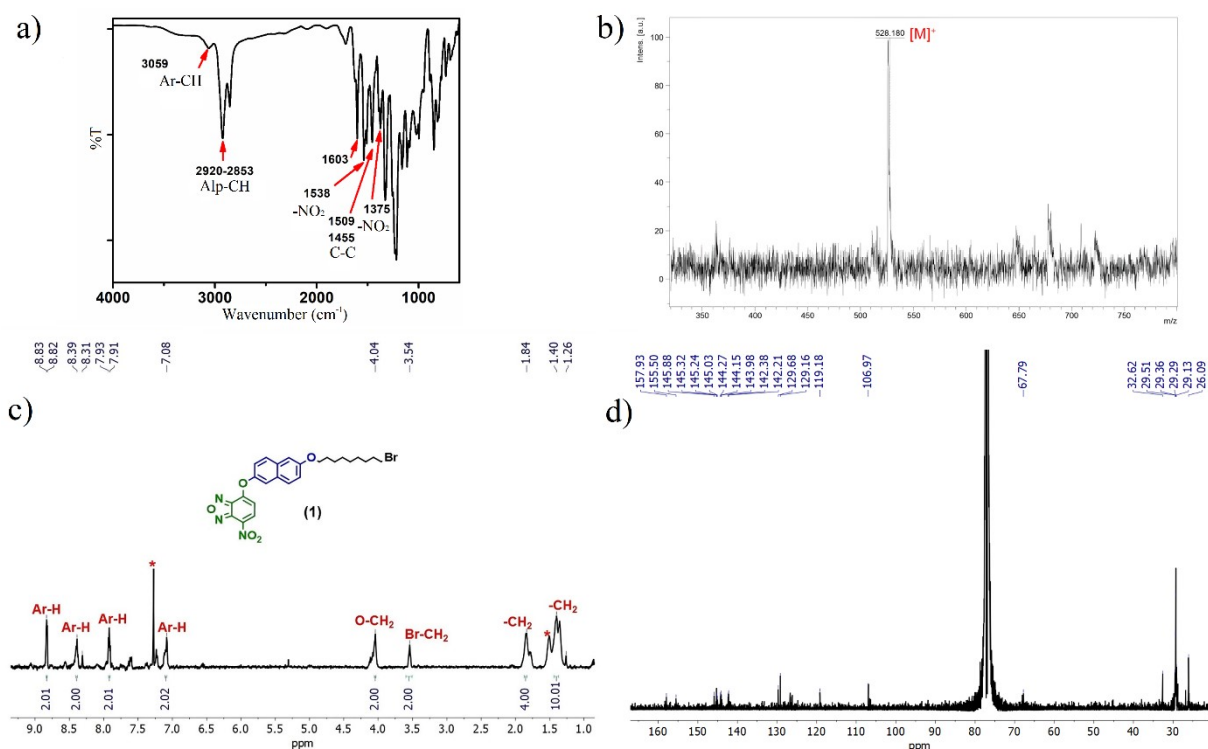 a)
%T
3059
Ar-CH
2920-2853
Alp-CH
1603
1538
-NO₂
1509
1455
C-C
1375
-NO₂
4000 3000 2000 1000
Wavenumber (cm⁻¹)
b)
Intens. [a.u.]
528.180
[M]⁺
100
80
60
40
20
0
350 400 450 500 550 600 650 700 750
m/z
c)
8.83
8.82
8.39
8.31
7.93
7.91
7.08
4.04
3.54
1.84
1.40
1.26
O
Br
O
N
O
N
NO₂
(1)
*
Ar-H
Ar-H
Ar-H
Ar-H
O-CH₂
Br-CH₂
-CH₂
*
-CH₂
2.01 2.00 2.01 2.02 2.00 2.00 4.00 10.01
9.0 8.5 8.0 7.5 7.0 6.5 6.0 5.5 5.0 4.5 4.0 3.5 3.0 2.5 2.0 1.5 1.0
ppm
d)
157.93
155.50
145.88
145.32
145.24
145.03
144.27
144.15
143.98
142.38
142.21
129.68
129.16
119.18
106.97
67.79
32.62
29.51
29.36
29.29
29.13
26.09
160 150 140 130 120 110 100 90 80 70 60 50 40 30
ppm